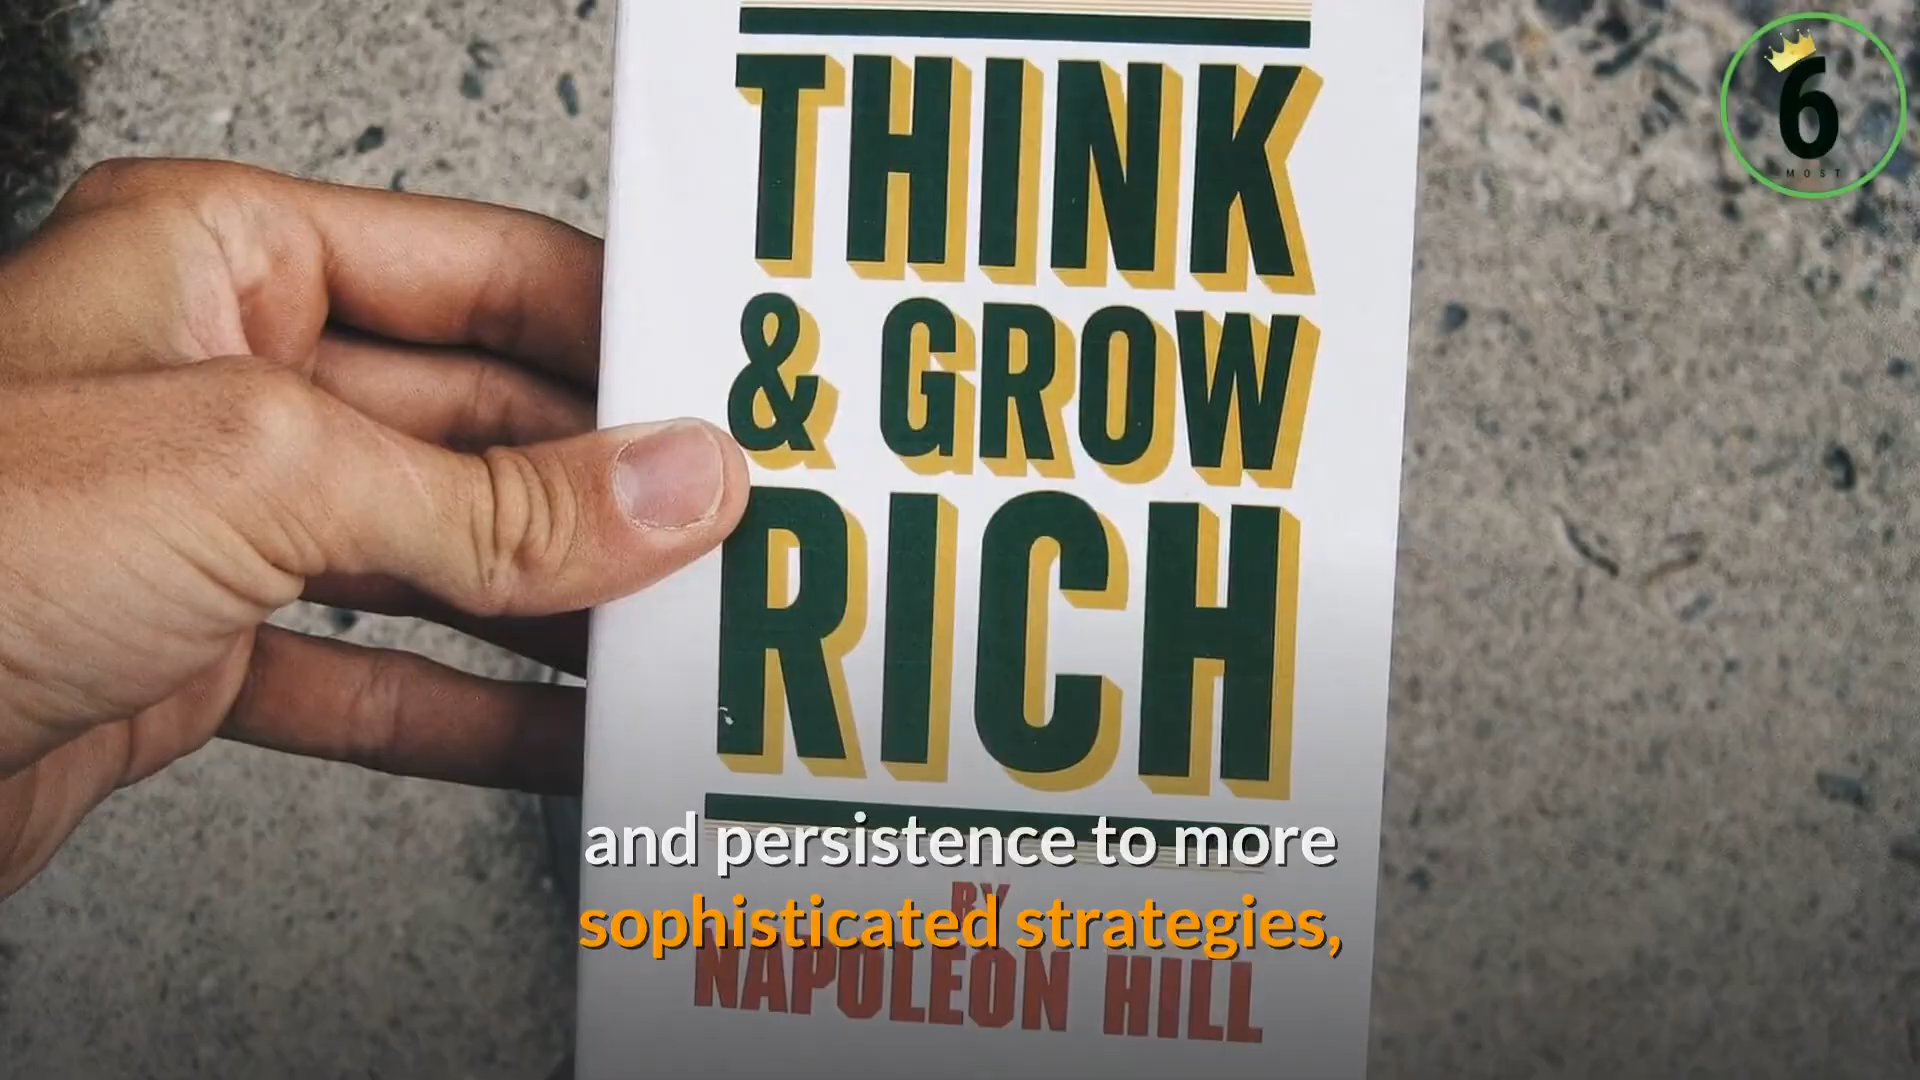 THINK
& GROW
RICH
BY
NAPOLEON HILL
and persistence to more
sophisticated strategies,
6
MOST